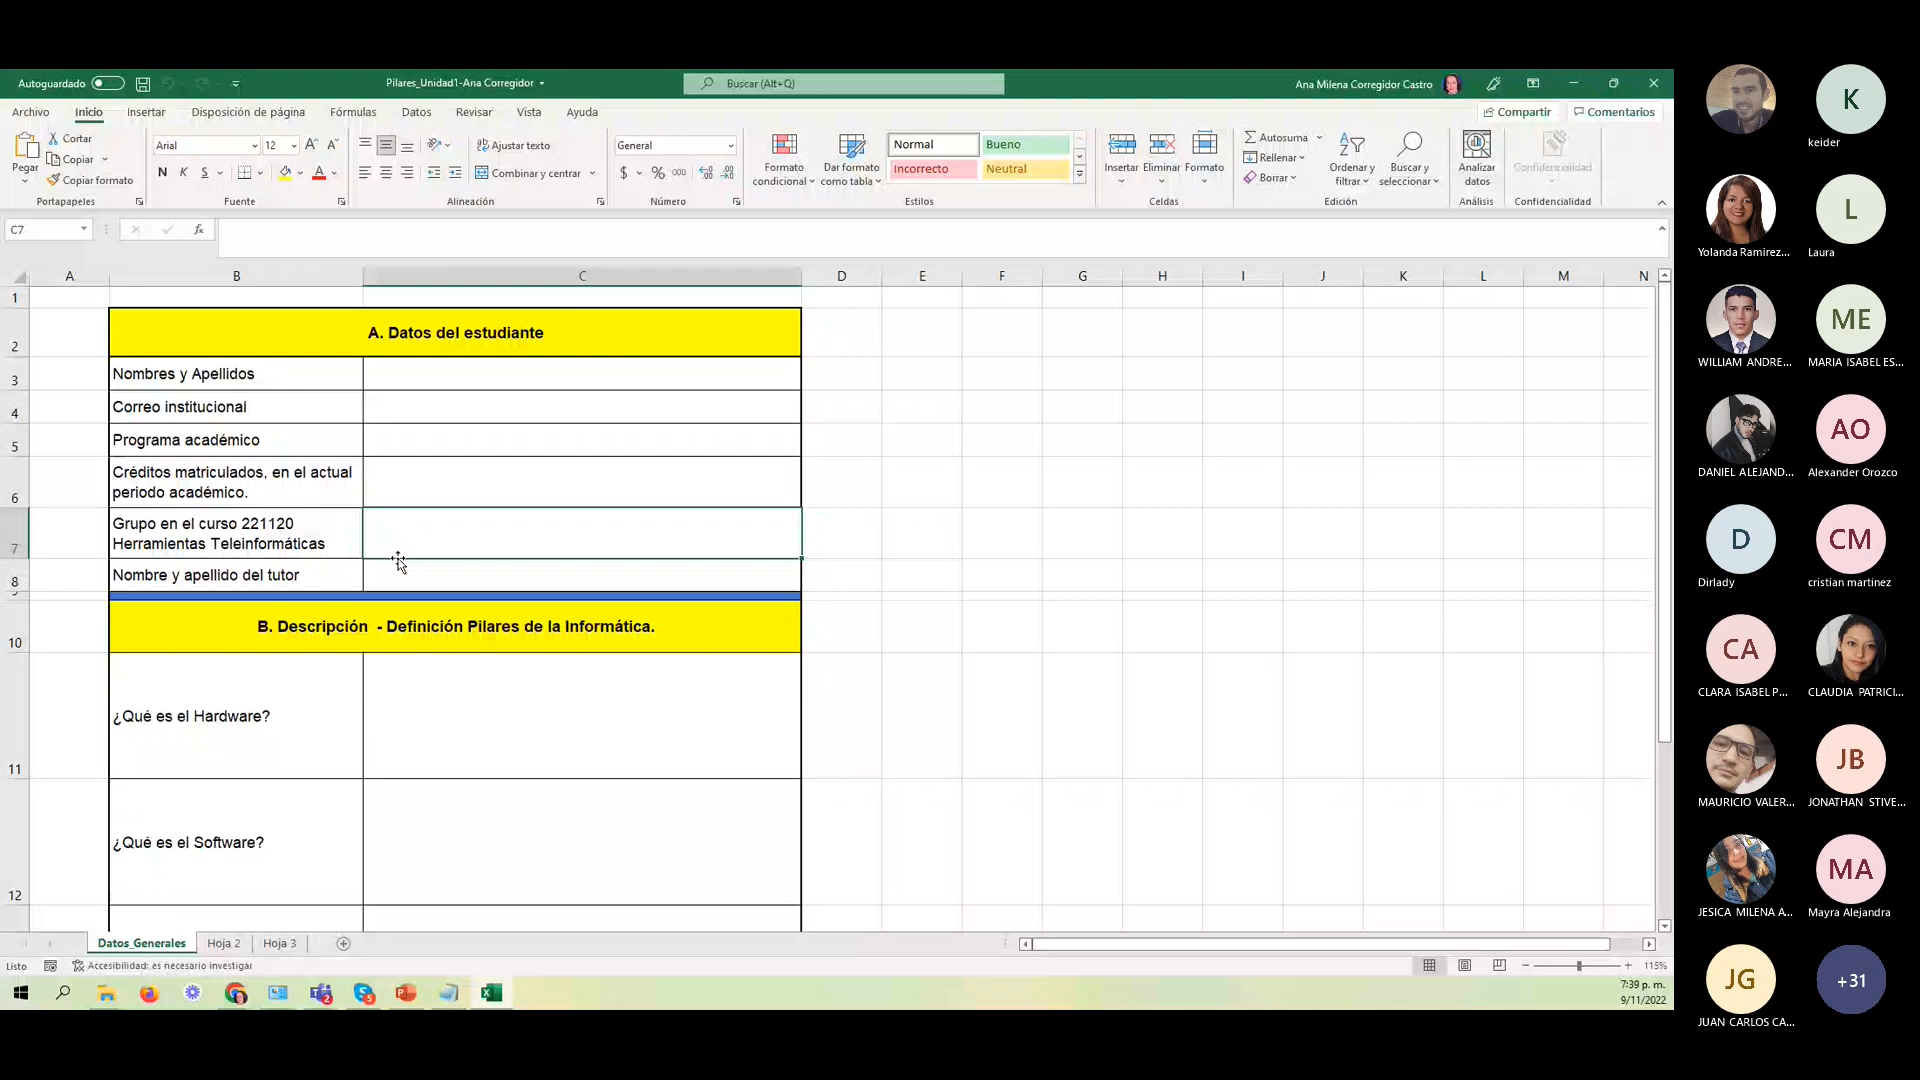 Autoguardado
Pilares_Unidad1-Ana Corregidor
Buscar (Alt+Q)
Ana Milena Corregidor Castro
Archivo Inicio Insertar Disposición de página Fórmulas Datos Revisar Vista Ayuda
Compartir Comentarios
Pegar
Cortar
Copiar
Copiar formato
Portapapeles
Arial 12
N K S
Fuente
Ajustar texto
Combinar y centrar
Alineación
General
$ % 000
Número
Formato condicional
Dar formato como tabla
Normal Bueno
Incorrecto Neutral
Estilos
Insertar Eliminar Formato
Celdas
Autosuma
Rellenar
Borrar
Ordenar y filtrar
Buscar y seleccionar
Edición
Analizar datos
Análisis
Confidencialidad
Confidencialidad
C7
fx
A B C D E F G H I J K L M N
1
2
3
4
5
6
7
8
9
10
11
12
A. Datos del estudiante
Nombres y Apellidos
Correo institucional
Programa académico
Créditos matriculados, en el actual
periodo académico.
Grupo en el curso 221120
Herramientas Teleinformáticas
Nombre y apellido del tutor
B. Descripción - Definición Pilares de la Informática.
¿Qué es el Hardware?
¿Qué es el Software?
Datos_Generales Hoja 2 Hoja 3
Listo
Accesibilidad: es necesario investigar
115%
7:39 p. m.
9/11/2022
K
keider
Yolanda Ramirez...
L
Laura
WILLIAM ANDRE...
ME
MARIA ISABEL ES...
DANIEL ALEJAND...
AO
Alexander Orozco
D
Dirlady
CM
cristian martinez
CA
CLARA ISABEL P...
CLAUDIA PATRICI...
MAURICIO VALER...
JB
JONATHAN STIVE...
JESICA MILENA A...
MA
Mayra Alejandra
JG
JUAN CARLOS CA...
+31